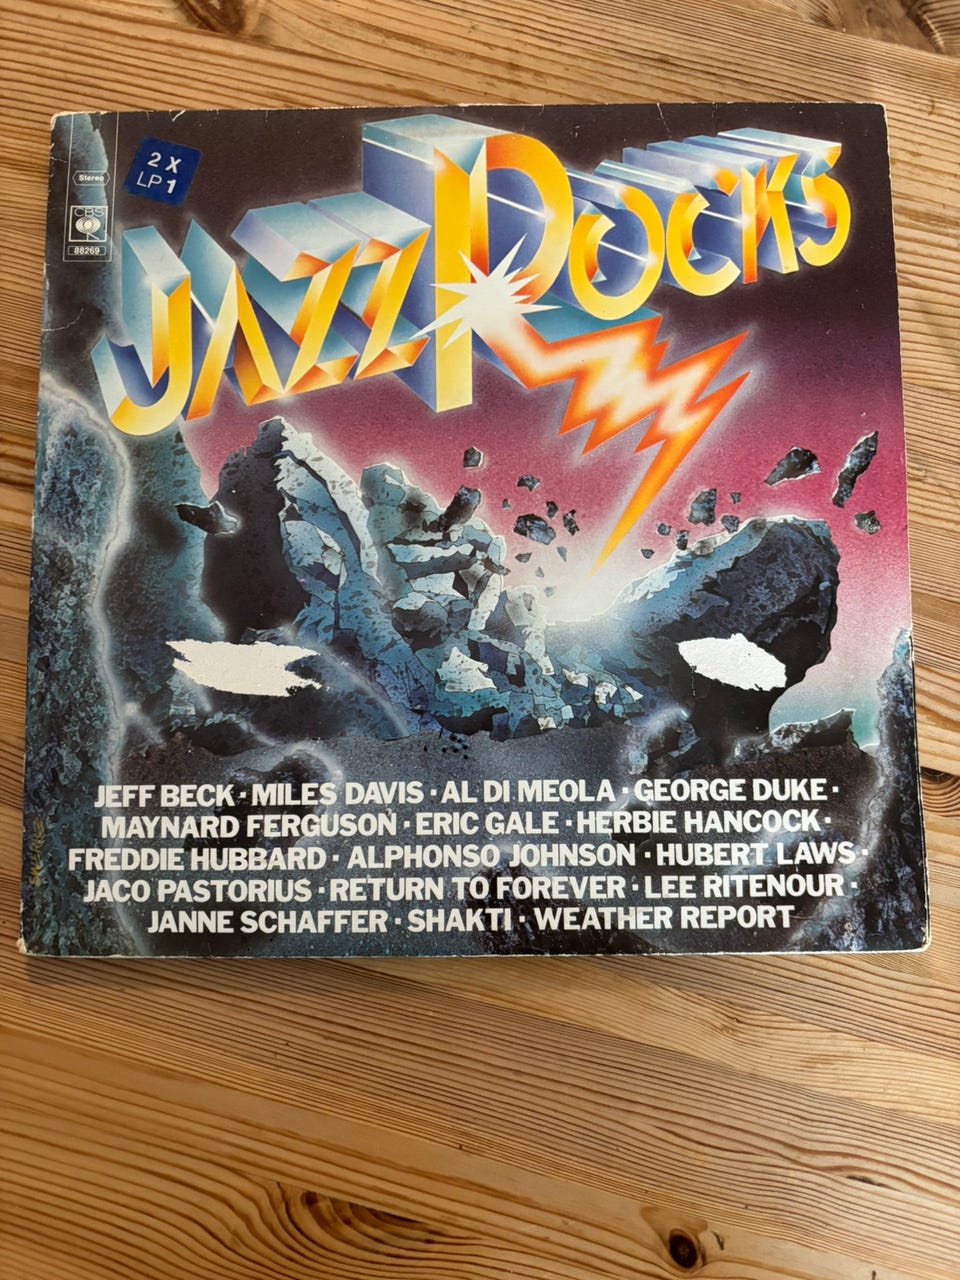 2 X
LP 1
Stereo
CBS
88269
JAZZ ROCKS
JEFF BECK · MILES DAVIS · AL DI MEOLA · GEORGE DUKE ·
MAYNARD FERGUSON · ERIC GALE · HERBIE HANCOCK ·
FREDDIE HUBBARD · ALPHONSO JOHNSON · HUBERT LAWS ·
JACO PASTORIUS · RETURN TO FOREVER · LEE RITENOUR ·
JANNE SCHAFFER · SHAKTI · WEATHER REPORT